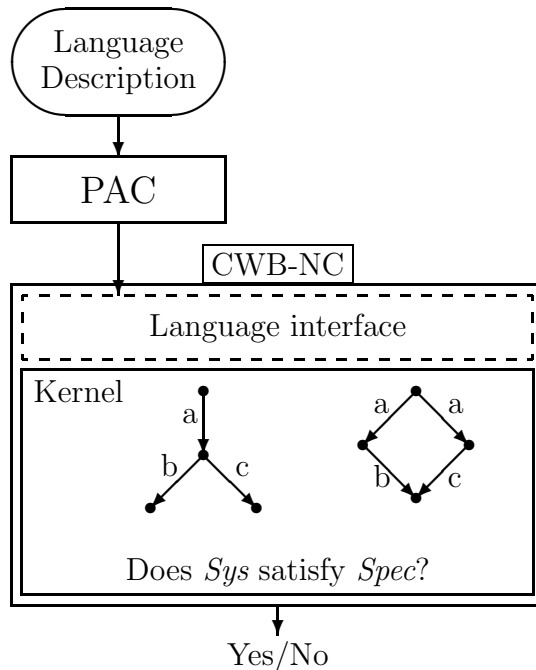 Language
Description
PAC
CWB-NC
Language interface
Kernel
a
b c
a a
b c
Does Sys satisfy Spec?
Yes/No